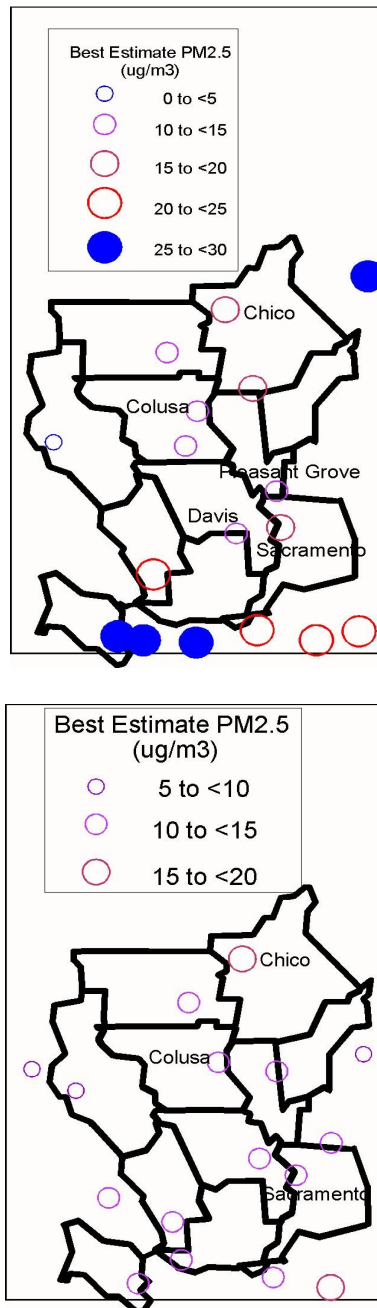 Best Estimate PM2.5
(ug/m3)
0 to <5
10 to <15
15 to <20
20 to <25
25 to <30
Chico
Colusa
Pleasant Grove
Davis
Sacramento
Best Estimate PM2.5
(ug/m3)
5 to <10
10 to <15
15 to <20
Chico
Colusa
Sacramento